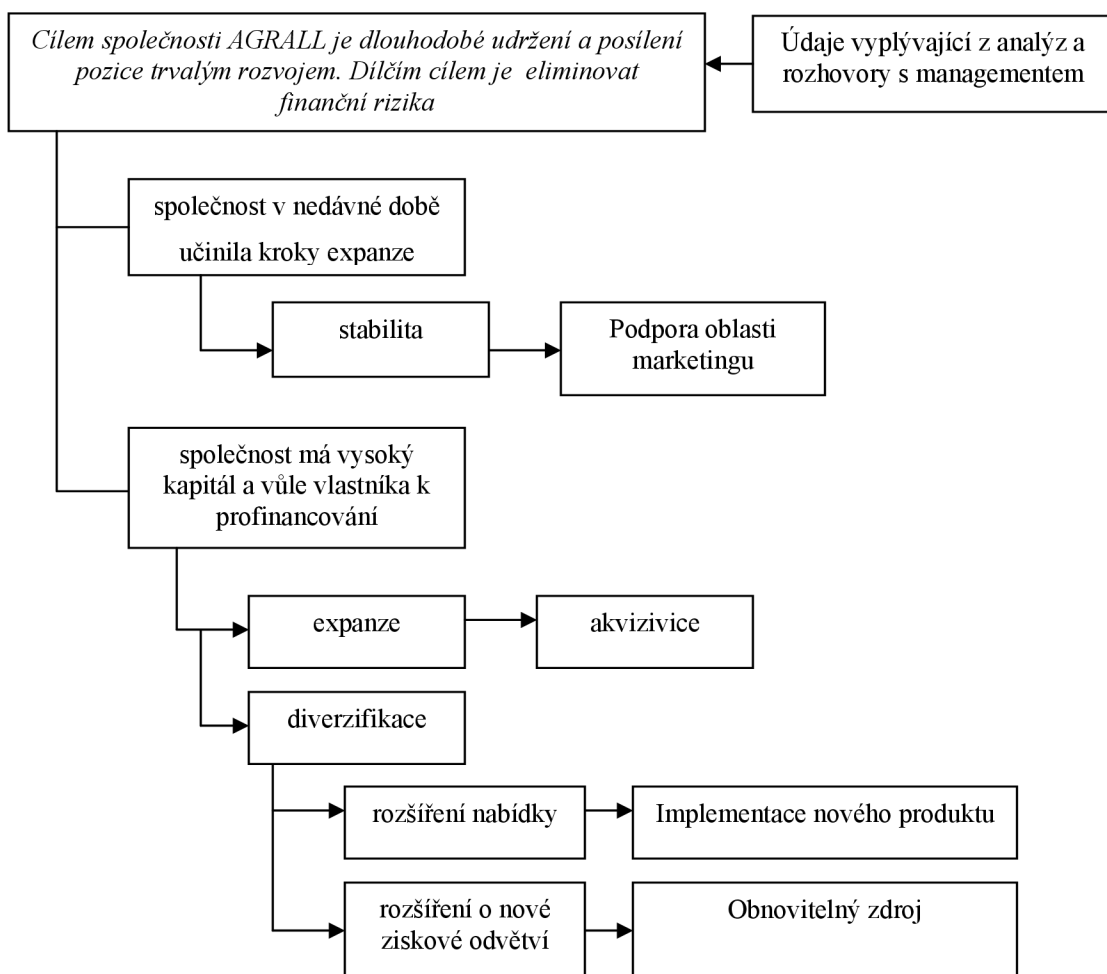 Cílem společnosti AGRALL je dlouhodobé udržení a posílení
pozice trvalým rozvojem. Dílčím cílem je eliminovat
finanční rizika
Údaje vyplývající z analýz a
rozhovory s managementem
společnost v nedávné době
učinila kroky expanze
stabilita
Podpora oblasti
marketingu
společnost má vysoký
kapitál a vůle vlastníka k
profinancování
expanze
akvizivice
diverzifikace
rozšíření nabídky
Implementace nového produktu
rozšíření o nové
ziskové odvětví
Obnovitelný zdroj